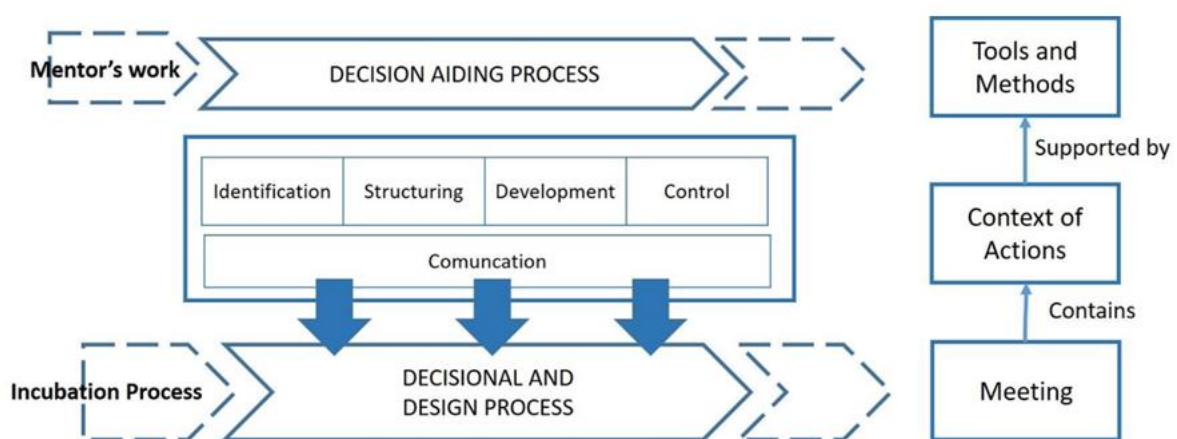 Mentor's work
DECISION AIDING PROCESS
Identification
Structuring
Development
Control
Comuncation
Incubation Process
DECISIONAL AND
DESIGN PROCESS
Tools and
Methods
Supported by
Context of
Actions
Contains
Meeting